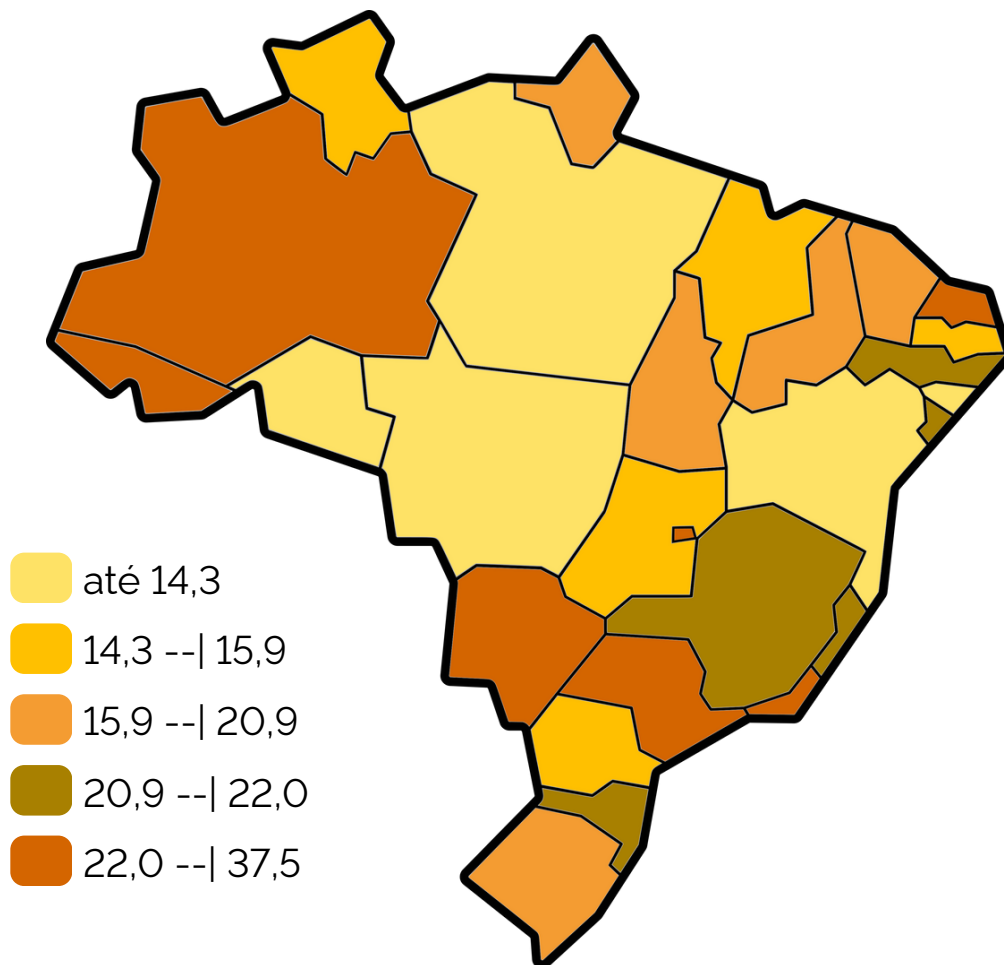 até 14,3
14,3 --| 15,9
15,9 --| 20,9
20,9 --| 22,0
22,0 --| 37,5